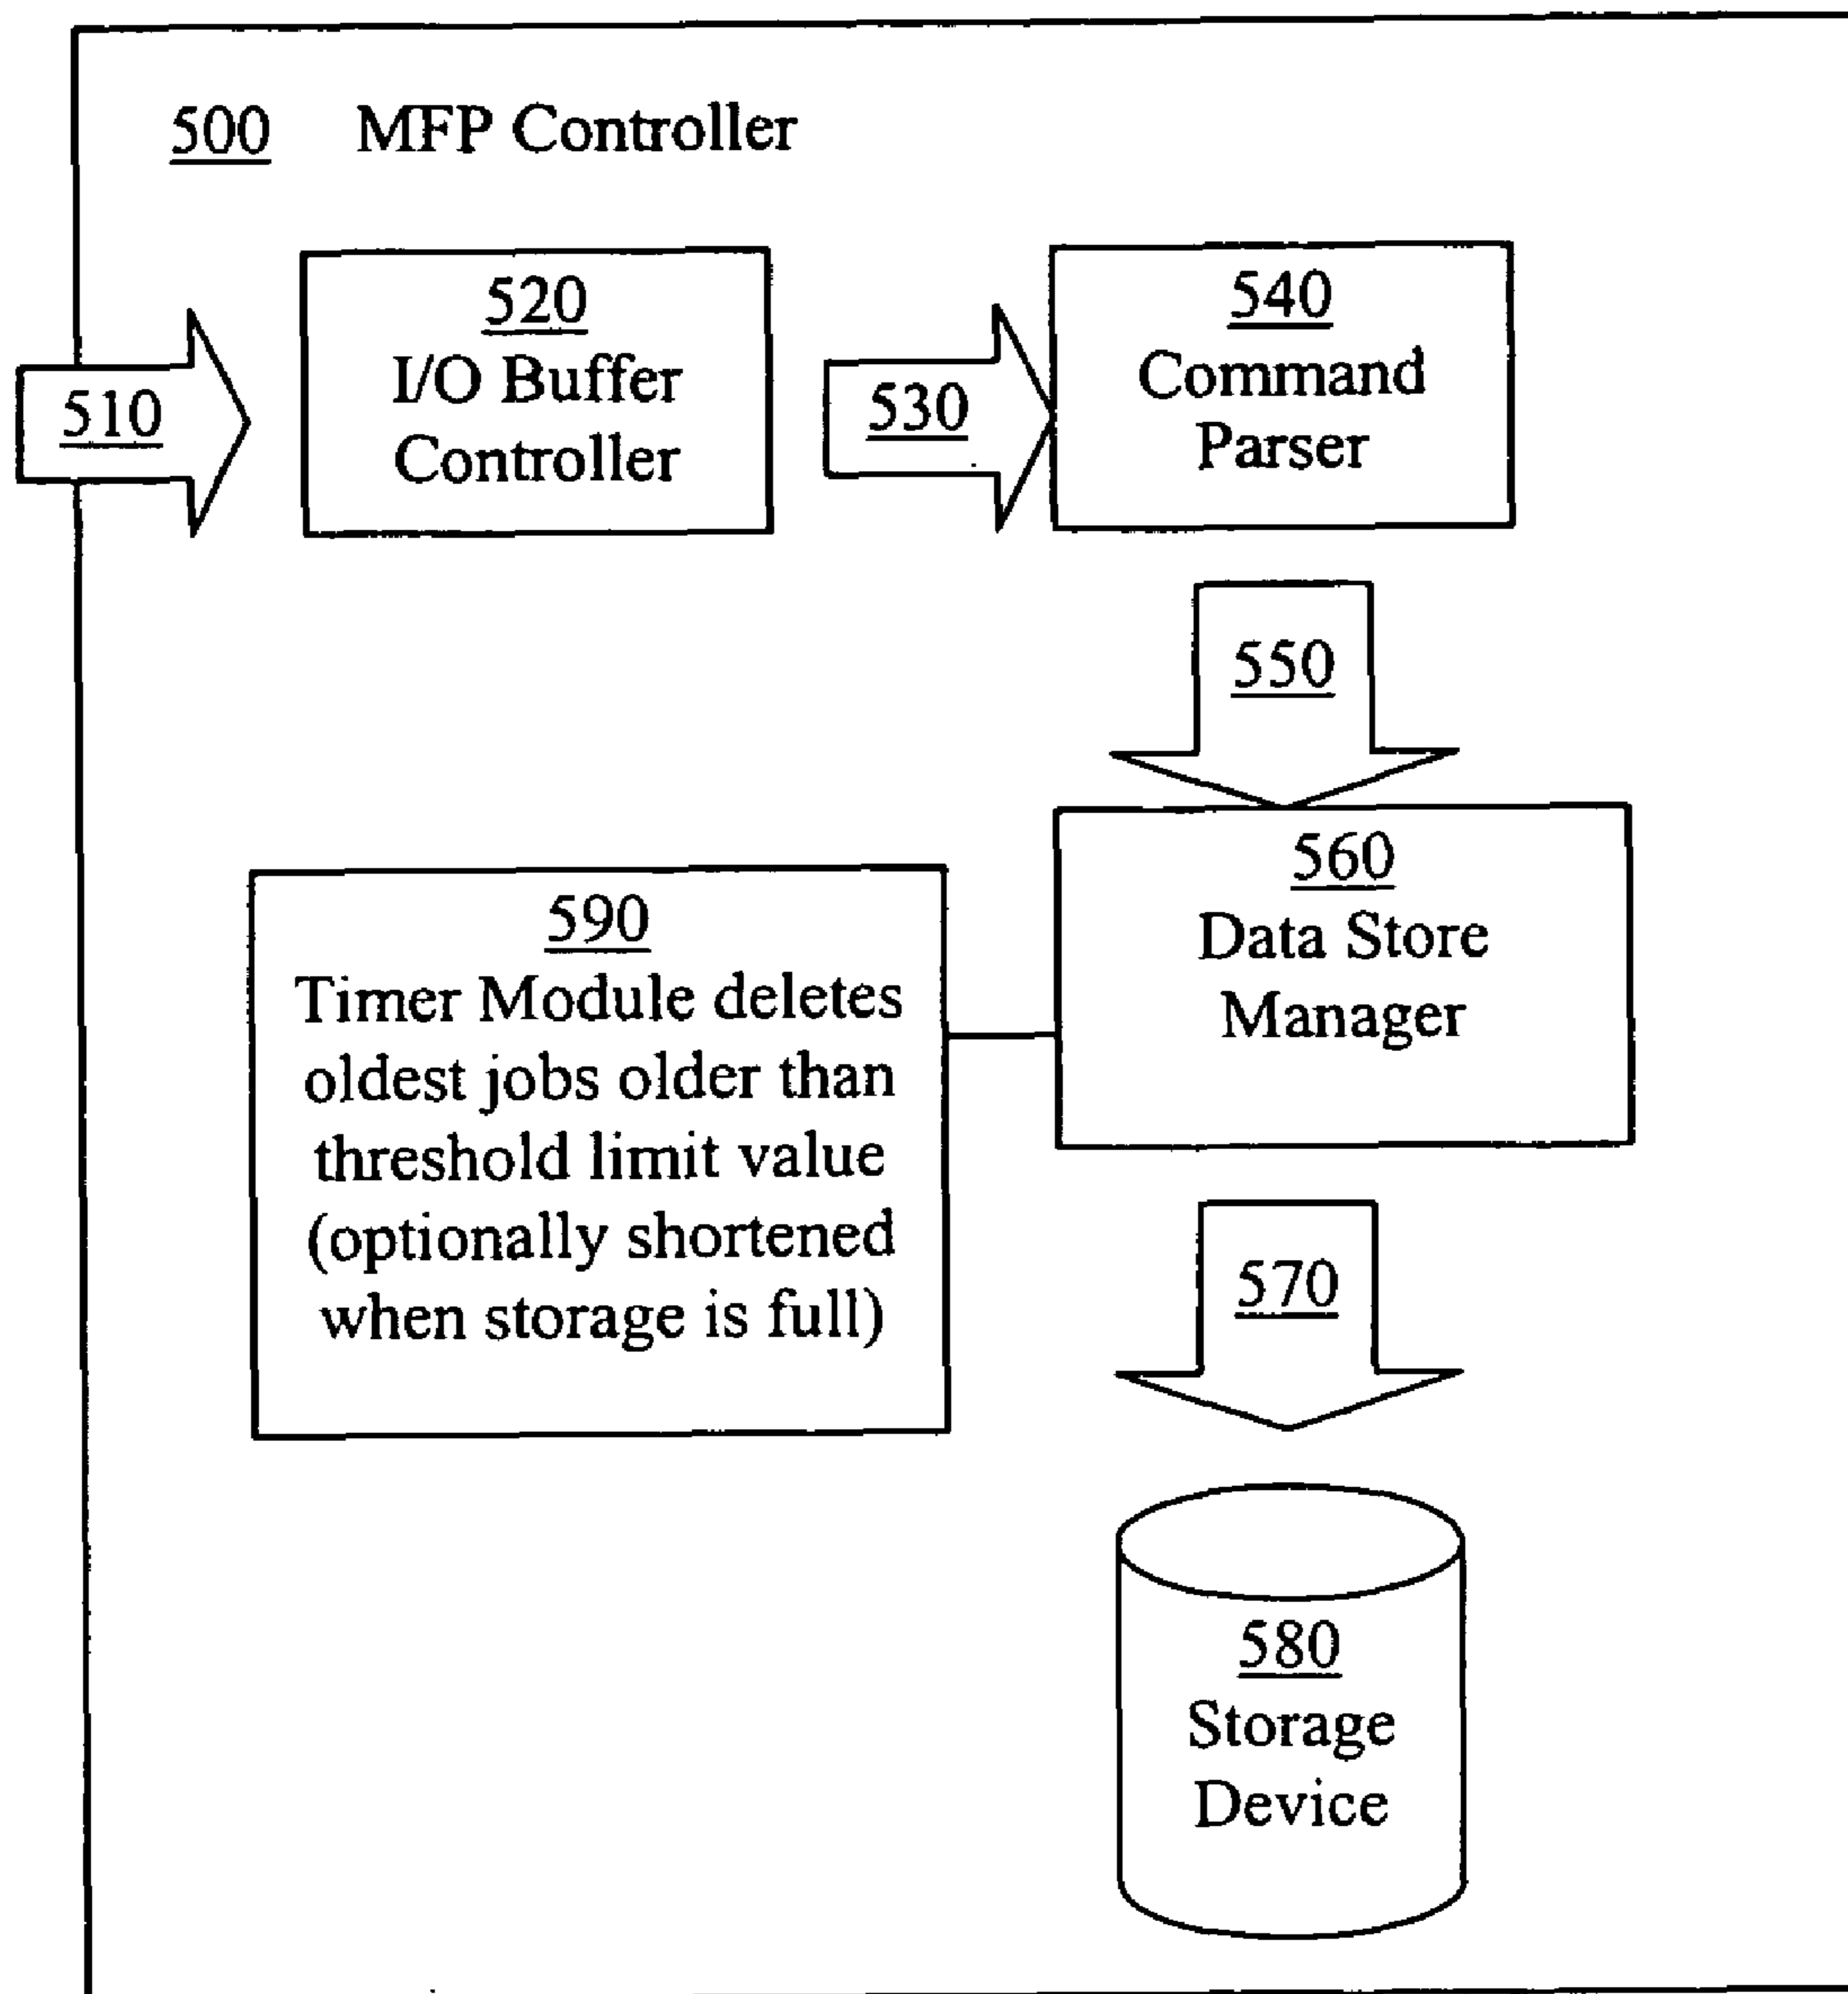 500 MFP Controller
510
520
I/O Buffer
Controller
530
540
Command
Parser
550
560
Data Store
Manager
590
Timer Module deletes
oldest jobs older than
threshold limit value
(optionally shortened
when storage is full)
570
580
Storage
Device